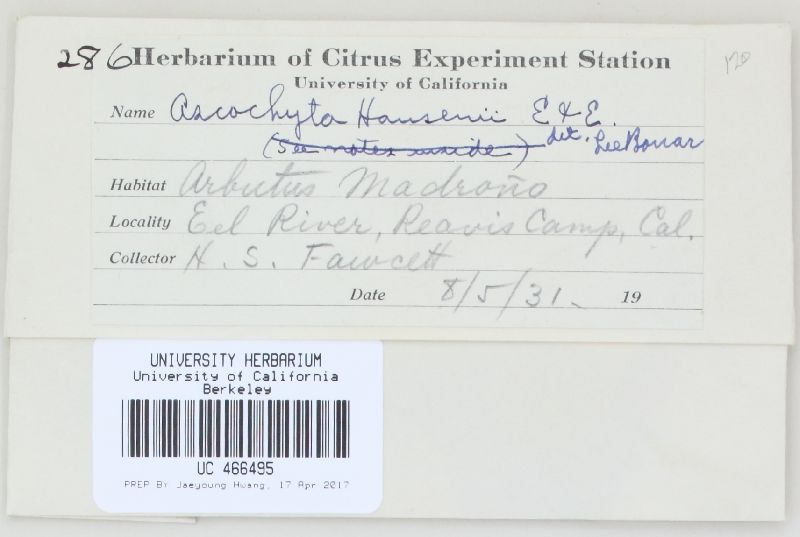 286 Herbarium of Citrus Experiment Station
University of California
Name Ascochyta Hansenii E & E.
(See notes inside) det. Lee Bonar
Habitat Arbutus Madroño
Locality Eel River, Reavis Camp, Cal.
Collector H. S. Fawcett
Date 8/5/31. 19
UNIVERSITY HERBARIUM
University of California
Berkeley
UC 466495
PREP BY Jaeyoung Hwang, 17 Apr 2017